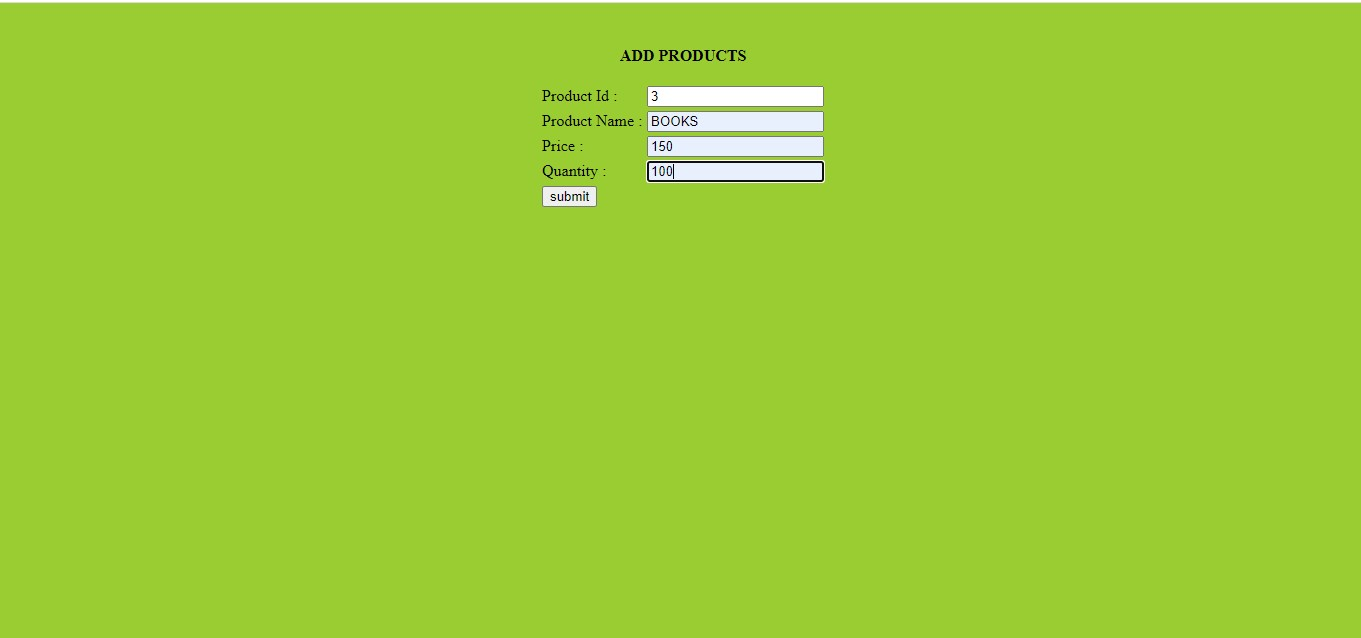 ADD PRODUCTS
Product Id : 3
Product Name : BOOKS
Price : 150
Quantity : 100
submit